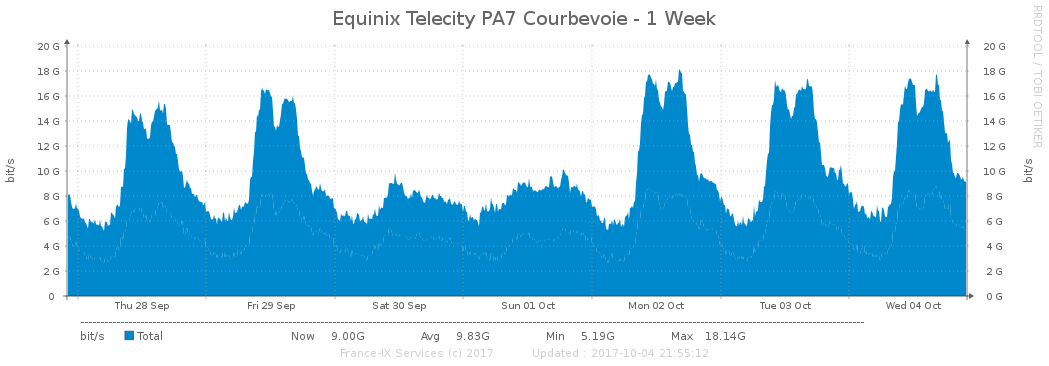 Equinix Telecity PA7 Courbevoie - 1 Week
RRDTOOL / TOBI OETIKER
20 G 20 G
18 G 18 G
16 G 16 G
14 G 14 G
12 G 12 G
10 G 10 G
8 G 8 G
6 G 6 G
4 G 4 G
2 G 2 G
0 0 G
bit/s
bit/s
Thu 28 Sep Fri 29 Sep Sat 30 Sep Sun 01 Oct Mon 02 Oct Tue 03 Oct Wed 04 Oct
bit/s Total Now 9.00G Avg 9.83G Min 5.19G Max 18.14G
France-IX Services (c) 2017 Updated : 2017-10-04 21:55:12